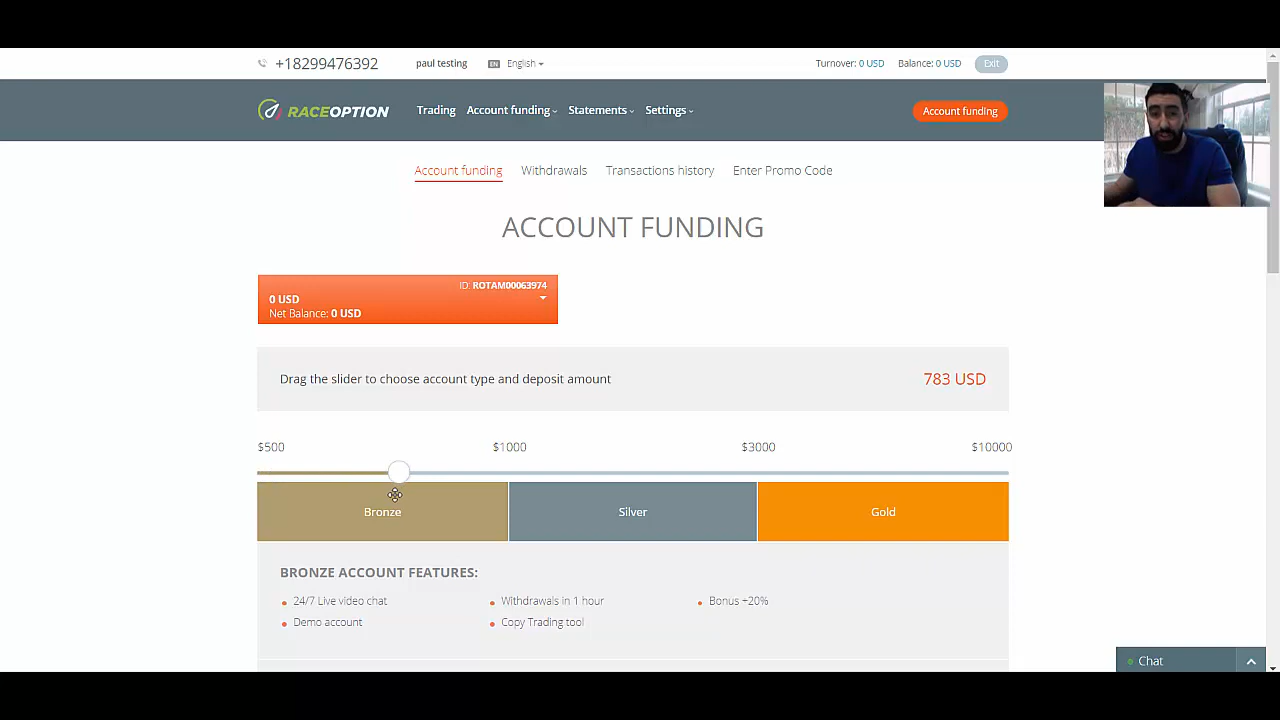 +18299476392 paul testing EN English Turnover: 0 USD Balance: 0 USD Exit
RACEOPTION Trading Account funding Statements Settings Account funding
Account funding Withdrawals Transactions history Enter Promo Code
ACCOUNT FUNDING
ID: ROTAM00063974
0 USD
Net Balance: 0 USD
Drag the slider to choose account type and deposit amount 783 USD
$500 $1000 $3000 $10000
Bronze Silver Gold
BRONZE ACCOUNT FEATURES:
24/7 Live video chat Withdrawals in 1 hour Bonus +20%
Demo account Copy Trading tool
Chat